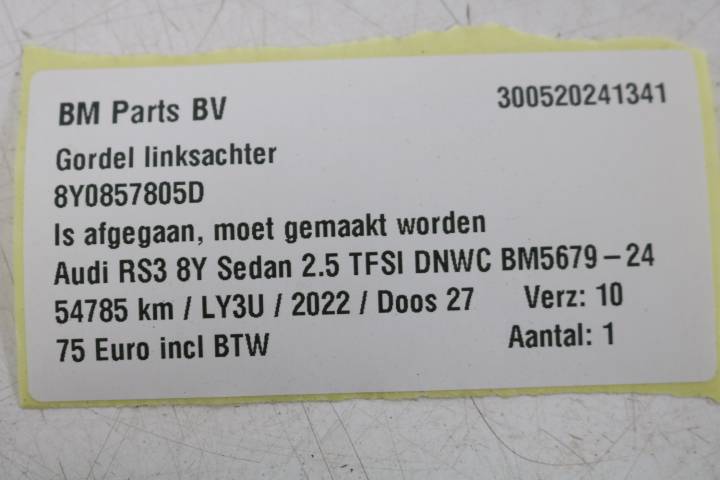 BM Parts BV 300520241341
Gordel linksachter
8Y0857805D
Is afgegaan, moet gemaakt worden
Audi RS3 8Y Sedan 2.5 TFSI DNWC BM5679-24
54785 km / LY3U / 2022 / Doos 27 Verz: 10
75 Euro incl BTW Aantal: 1